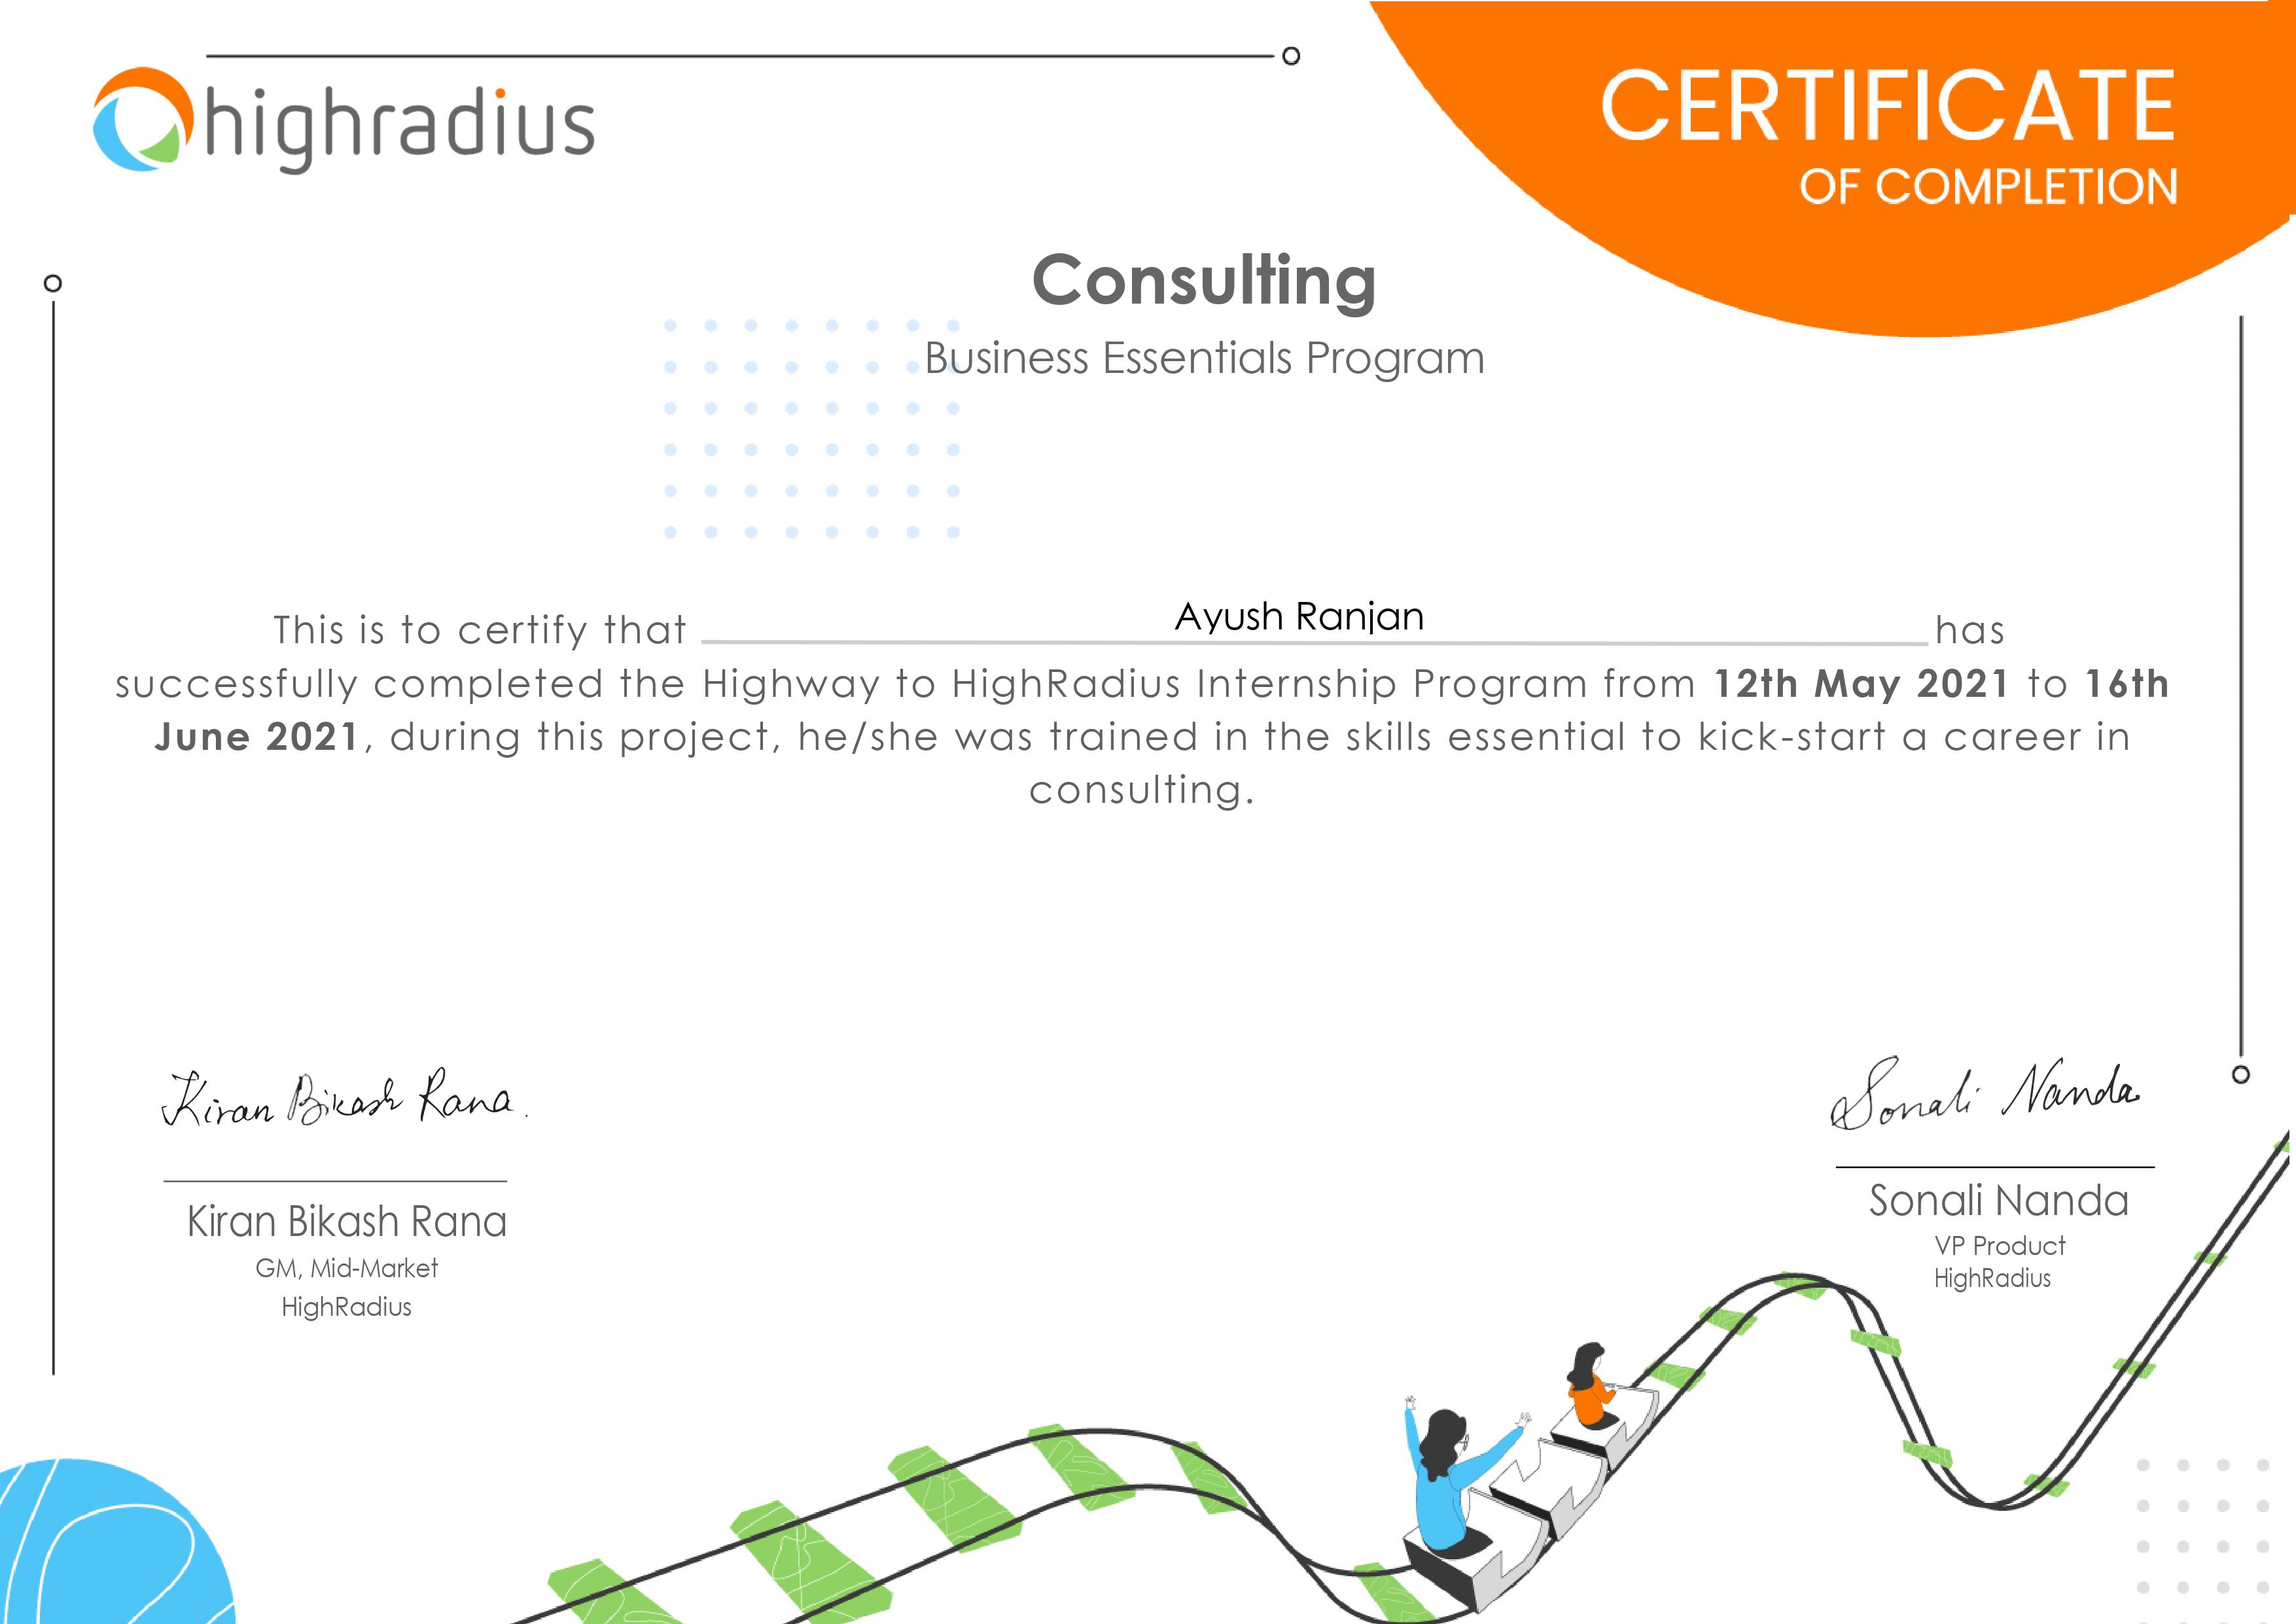 highradius
CERTIFICATE
OF COMPLETION
Consulting
Business Essentials Program
This is to certify that Ayush Ranjan has
successfully completed the Highway to HighRadius Internship Program from 12th May 2021 to 16th
June 2021, during this project, he/she was trained in the skills essential to kick-start a career in
consulting.
Kiran Bikash Rana.
Kiran Bikash Rana
GM, Mid-Market
HighRadius
Sonali Nanda
Sonali Nanda
VP Product
HighRadius